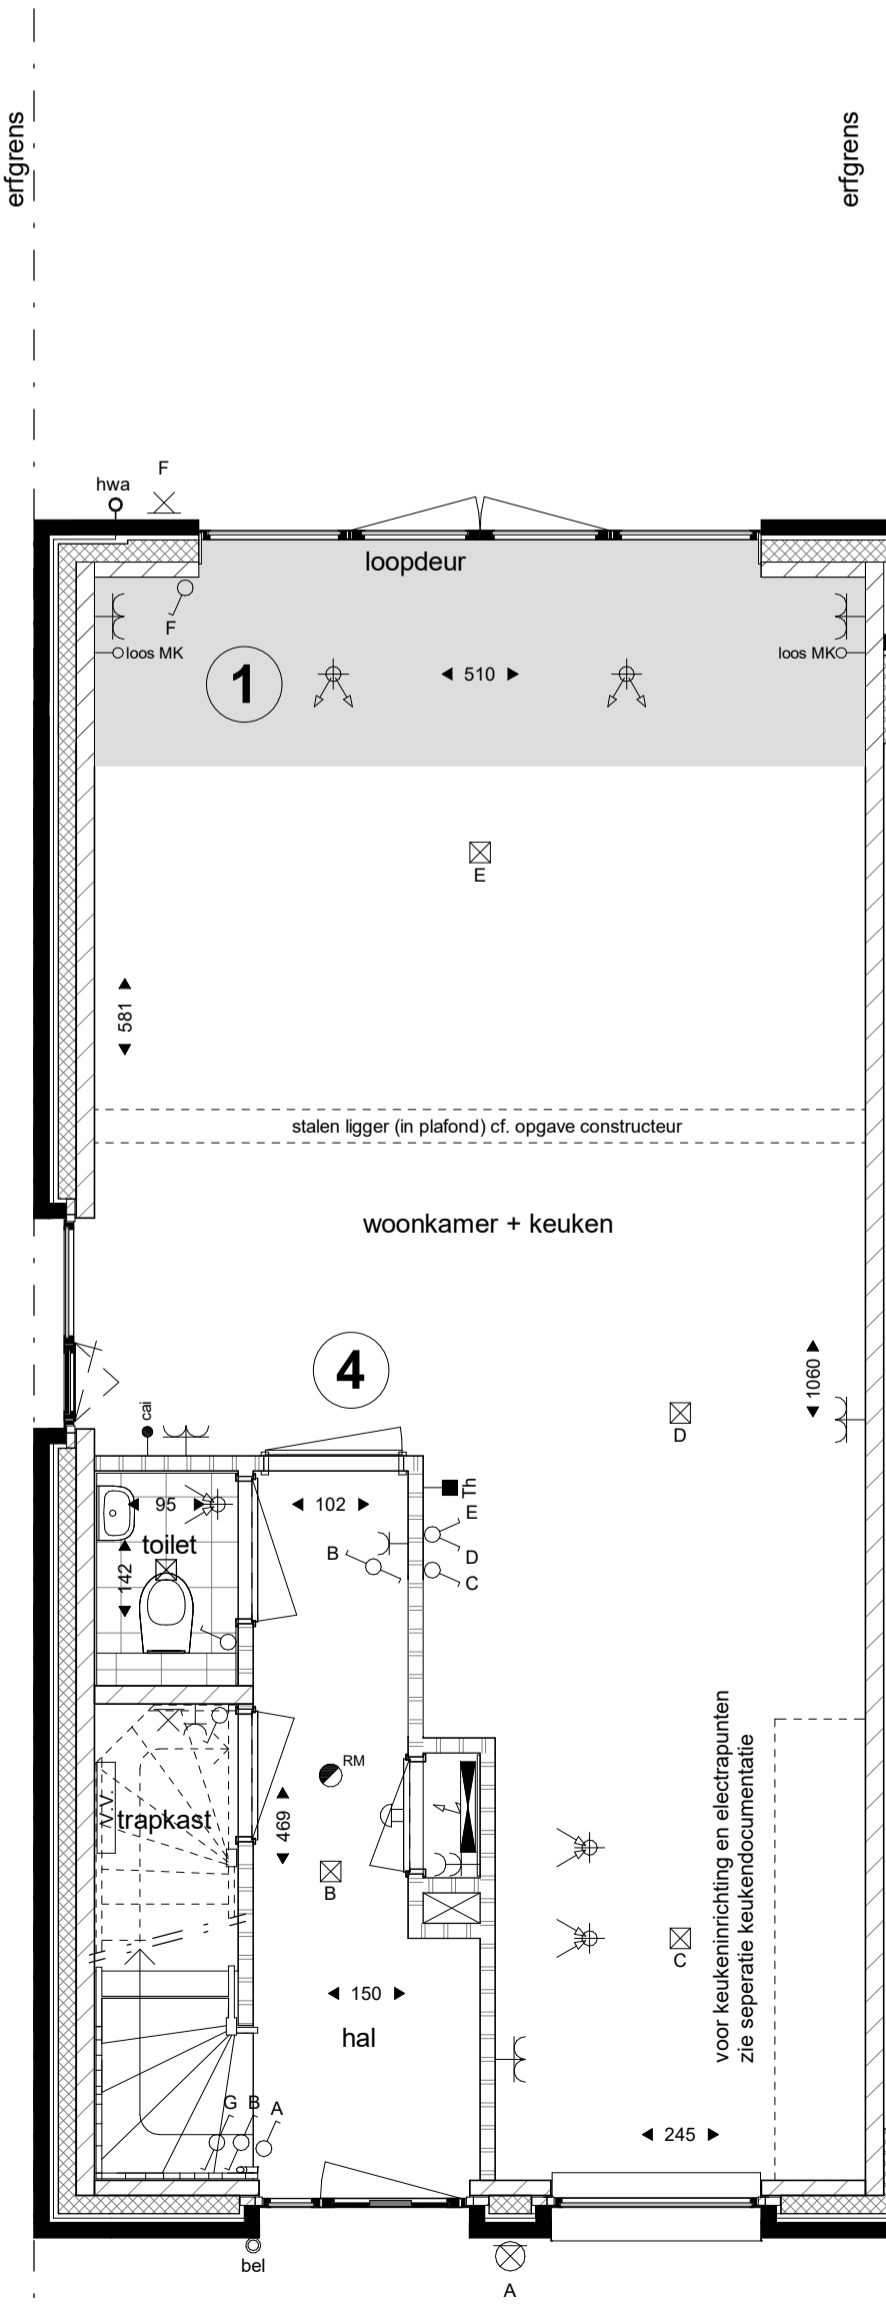 erfgrens
erfgrens
hwa
F
loopdeur
F
loos MK
loos MK
1
510
E
581
stalen ligger (in plafond) cf. opgave constructeur
woonkamer + keuken
4
1060
cai
D
Th
95
102
E
toilet
B
D
142
C
RM
V.V.
trapkast
469
B
C
voor keukeninrichting en electrapunten
zie seperatie keukendocumentatie
150
hal
G
B
A
245
bel
A